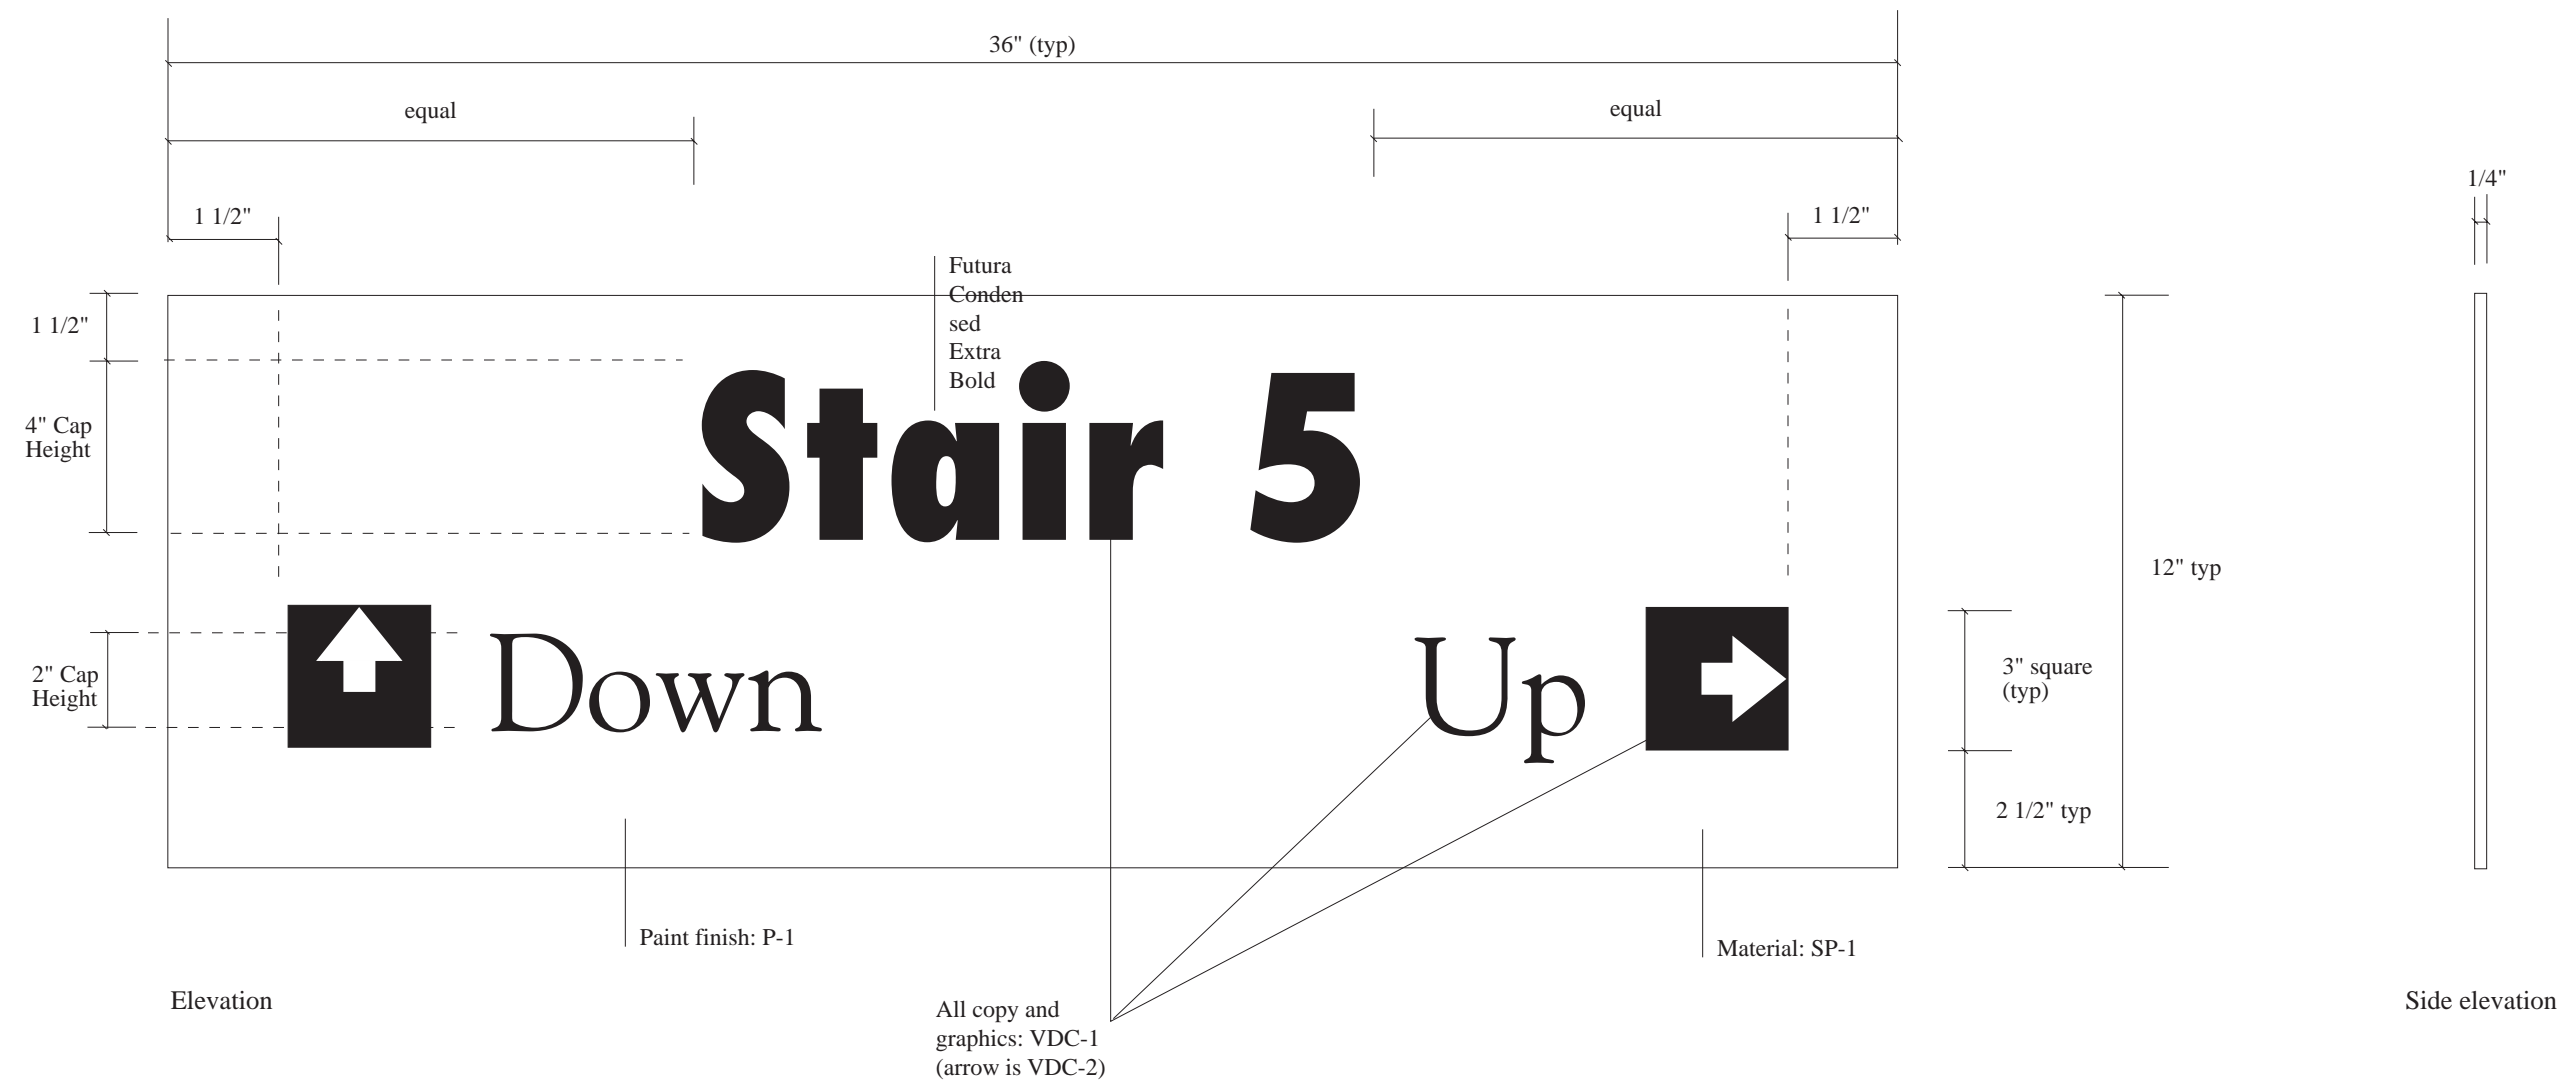 36" (typ)
equal
equal
1/4"
1 1/2"
1 1/2"
Futura
Conden
sed
Extra
Bold
1 1/2"
4" Cap
Height
Stair 5
12" typ
2" Cap
Height
Down
Up
3" square
(typ)
2 1/2" typ
Paint finish: P-1
Material: SP-1
Elevation
All copy and
graphics: VDC-1
(arrow is VDC-2)
Side elevation